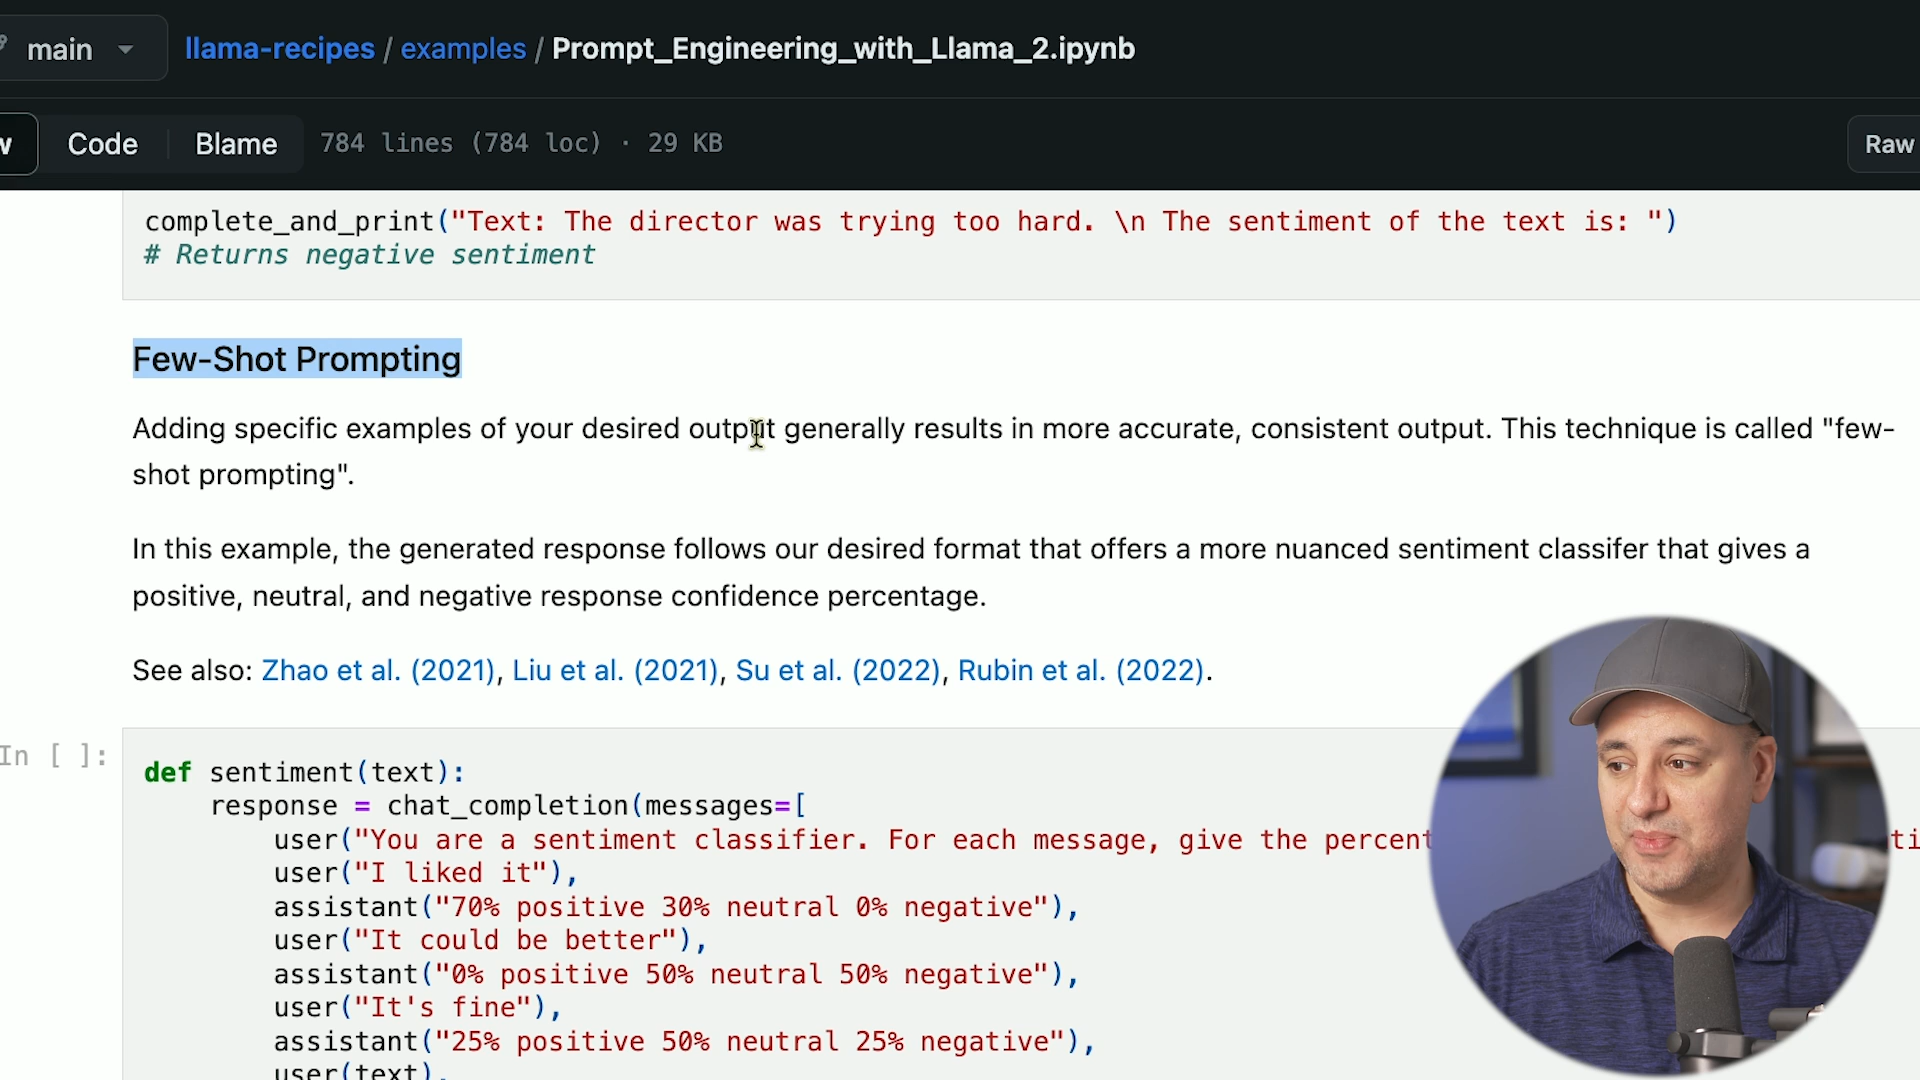 main
llama-recipes / examples / Prompt_Engineering_with_Llama_2.ipynb
Code Blame 784 lines (784 loc) · 29 KB Raw
complete_and_print("Text: The director was trying too hard. \n The sentiment of the text is: ")
# Returns negative sentiment
Few-Shot Prompting
Adding specific examples of your desired output generally results in more accurate, consistent output. This technique is called "few-
shot prompting".
In this example, the generated response follows our desired format that offers a more nuanced sentiment classifer that gives a
positive, neutral, and negative response confidence percentage.
See also: Zhao et al. (2021), Liu et al. (2021), Su et al. (2022), Rubin et al. (2022).
In [ ]:
def sentiment(text):
response = chat_completion(messages=[
user("You are a sentiment classifier. For each message, give the percent
user("I liked it"),
assistant("70% positive 30% neutral 0% negative"),
user("It could be better"),
assistant("0% positive 50% neutral 50% negative"),
user("It's fine"),
assistant("25% positive 50% neutral 25% negative"),
user(text),